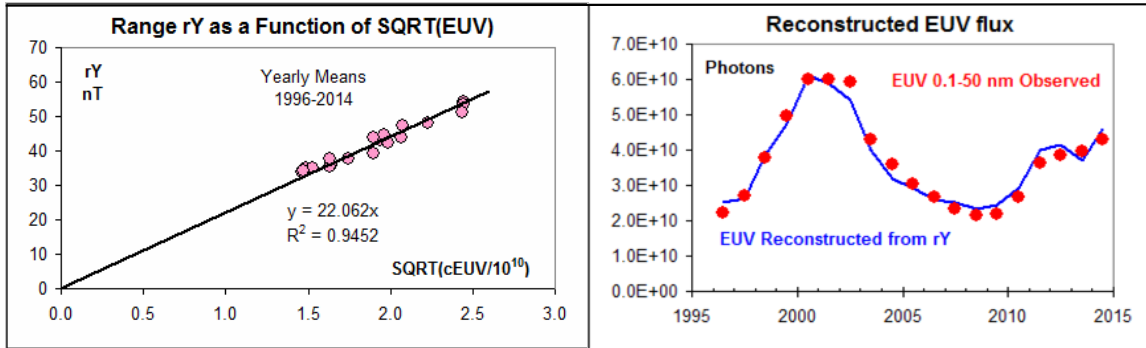 Range rY as a Function of SQRT(EUV)
70
60
50
40
30
20
10
0
rY
nT
Yearly Means
1996-2014
y = 22.062x
R² = 0.9452
SQRT(cEUV/10¹⁰)
0.0 0.5 1.0 1.5 2.0 2.5 3.0
Reconstructed EUV flux
7.0E+10
6.0E+10
5.0E+10
4.0E+10
3.0E+10
2.0E+10
1.0E+10
0.0E+00
Photons
EUV 0.1-50 nm Observed
EUV Reconstructed from rY
1995 2000 2005 2010 2015